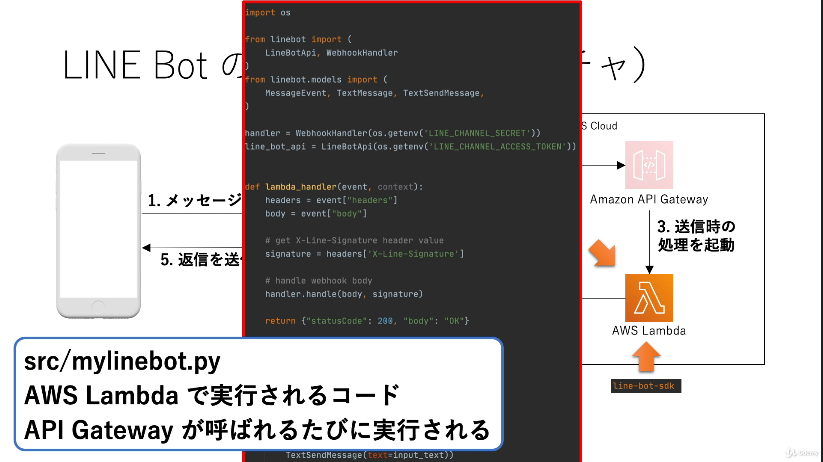 LINE Bot の
チャ)
import os
from linebot import (
LineBotApi, WebhookHandler
)
from linebot.models import (
MessageEvent, TextMessage, TextSendMessage,
)
handler = WebhookHandler(os.getenv('LINE_CHANNEL_SECRET'))
line_bot_api = LineBotApi(os.getenv('LINE_CHANNEL_ACCESS_TOKEN'))
def lambda_handler(event, context):
headers = event["headers"]
body = event["body"]
# get X-Line-Signature header value
signature = headers['X-Line-Signature']
# handle webhook body
handler.handle(body, signature)
return {"statusCode": 200, "body": "OK"}
TextSendMessage(text=input_text))
1. メッセージ
5. 返信を送
S Cloud
Amazon API Gateway
3. 送信時の
処理を起動
AWS Lambda
line-bot-sdk
src/mylinebot.py
AWS Lambda で実行されるコード
API Gateway が呼ばれるたびに実行される
Udemy